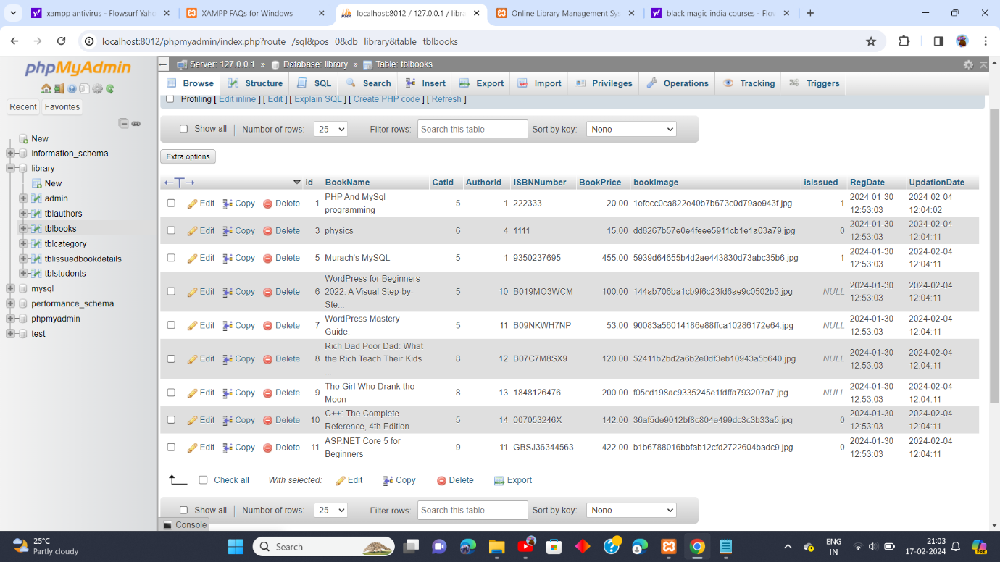 xampp antivirus - Flowsurf Yaho
XAMPP FAQs for Windows
localhost:8012 / 127.0.0.1 / libra
Online Library Management Sys
black magic india courses - Flow
localhost:8012/phpmyadmin/index.php?route=/sql&pos=0&db=library&table=tblbooks
phpMyAdmin
Recent Favorites
New
information_schema
library
New
admin
tblauthors
tblbooks
tblcategory
tblissuedbookdetails
tblstudents
mysql
performance_schema
phpmyadmin
test
Server: 127.0.0.1 » Database: library » Table: tblbooks
Browse Structure SQL Search Insert Export Import Privileges Operations Tracking Triggers
Profiling [ Edit inline ] [ Edit ] [ Explain SQL ] [ Create PHP code ] [ Refresh ]
Show all Number of rows: 25 Filter rows: Search this table Sort by key: None
Extra options
id BookName CatId AuthorId ISBNNumber BookPrice bookImage isIssued RegDate UpdationDate
Edit Copy Delete 1 PHP And MySql programming 5 1 222333 20.00 1efecc0ca822e40b7b673c0d79ae943f.jpg 1 2024-01-30 12:53:03 2024-02-04 12:04:02
Edit Copy Delete 3 physics 6 4 1111 15.00 dd8267b57e0e4feee5911cb1e1a03a79.jpg 0 2024-01-30 12:53:03 2024-02-04 12:04:11
Edit Copy Delete 5 Murach's MySQL 5 1 9350237695 455.00 5939d64655b4d2ae443830d73abc35b6.jpg 1 2024-01-30 12:53:03 2024-02-04 12:04:11
Edit Copy Delete 6 WordPress for Beginners 2022: A Visual Step-by-Ste... 5 10 B019MO3WCM 100.00 144ab706ba1cb9f6c23fd6ae9c0502b3.jpg NULL 2024-01-30 12:53:03 2024-02-04 12:04:11
Edit Copy Delete 7 WordPress Mastery Guide: 5 11 B09NKWH7NP 53.00 90083a56014186e88ffca10286172e64.jpg NULL 2024-01-30 12:53:03 2024-02-04 12:04:11
Edit Copy Delete 8 Rich Dad Poor Dad: What the Rich Teach Their Kids ... 8 12 B07C7M8SX9 120.00 52411b2bd2a6b2e0df3eb10943a5b640.jpg NULL 2024-01-30 12:53:03 2024-02-04 12:04:11
Edit Copy Delete 9 The Girl Who Drank the Moon 8 13 1848126476 200.00 f05cd198ac9335245e1fdffa793207a7.jpg NULL 2024-01-30 12:53:03 2024-02-04 12:04:11
Edit Copy Delete 10 C++: The Complete Reference, 4th Edition 5 14 007053246X 142.00 36af5de9012bf8c804e499dc3c3b33a5.jpg 0 2024-01-30 12:53:03 2024-02-04 12:04:11
Edit Copy Delete 11 ASP.NET Core 5 for Beginners 9 11 GBSJ36344563 422.00 b1b6788016bbfab12cfd2722604badc9.jpg 0 2024-01-30 12:53:03 2024-02-04 12:04:11
Check all With selected: Edit Copy Delete Export
Show all Number of rows: 25 Filter rows: Search this table Sort by key: None
Console
25°C
Partly cloudy
Search
ENG
IN
21:03
17-02-2024